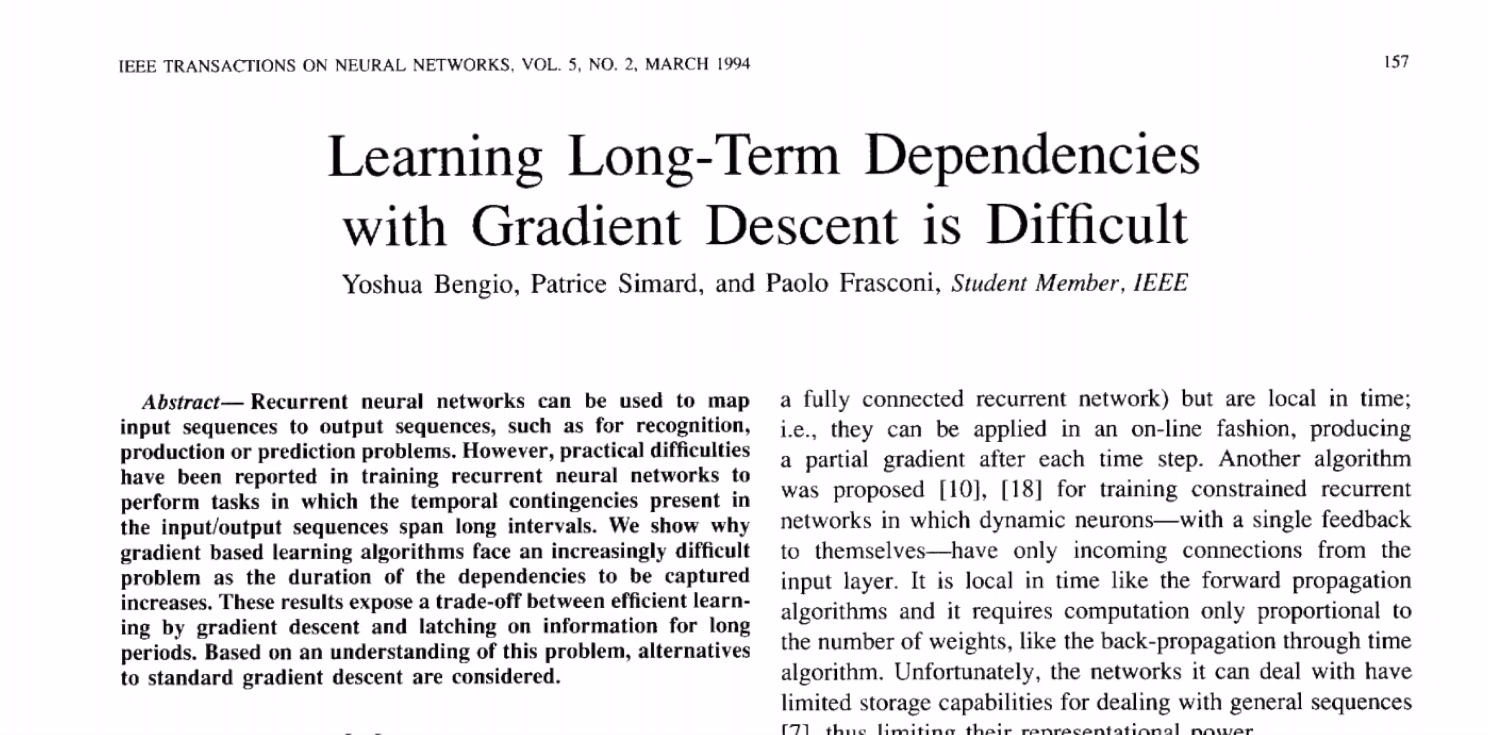 IEEE TRANSACTIONS ON NEURAL NETWORKS, VOL. 5, NO. 2, MARCH 1994
157
Learning Long-Term Dependencies
with Gradient Descent is Difficult
Yoshua Bengio, Patrice Simard, and Paolo Frasconi, Student Member, IEEE
Abstract— Recurrent neural networks can be used to map
input sequences to output sequences, such as for recognition,
production or prediction problems. However, practical difficulties
have been reported in training recurrent neural networks to
perform tasks in which the temporal contingencies present in
the input/output sequences span long intervals. We show why
gradient based learning algorithms face an increasingly difficult
problem as the duration of the dependencies to be captured
increases. These results expose a trade-off between efficient learn-
ing by gradient descent and latching on information for long
periods. Based on an understanding of this problem, alternatives
to standard gradient descent are considered.
a fully connected recurrent network) but are local in time;
i.e., they can be applied in an on-line fashion, producing
a partial gradient after each time step. Another algorithm
was proposed [10], [18] for training constrained recurrent
networks in which dynamic neurons—with a single feedback
to themselves—have only incoming connections from the
input layer. It is local in time like the forward propagation
algorithms and it requires computation only proportional to
the number of weights, like the back-propagation through time
algorithm. Unfortunately, the networks it can deal with have
limited storage capabilities for dealing with general sequences
[7], thus limiting their representational power.